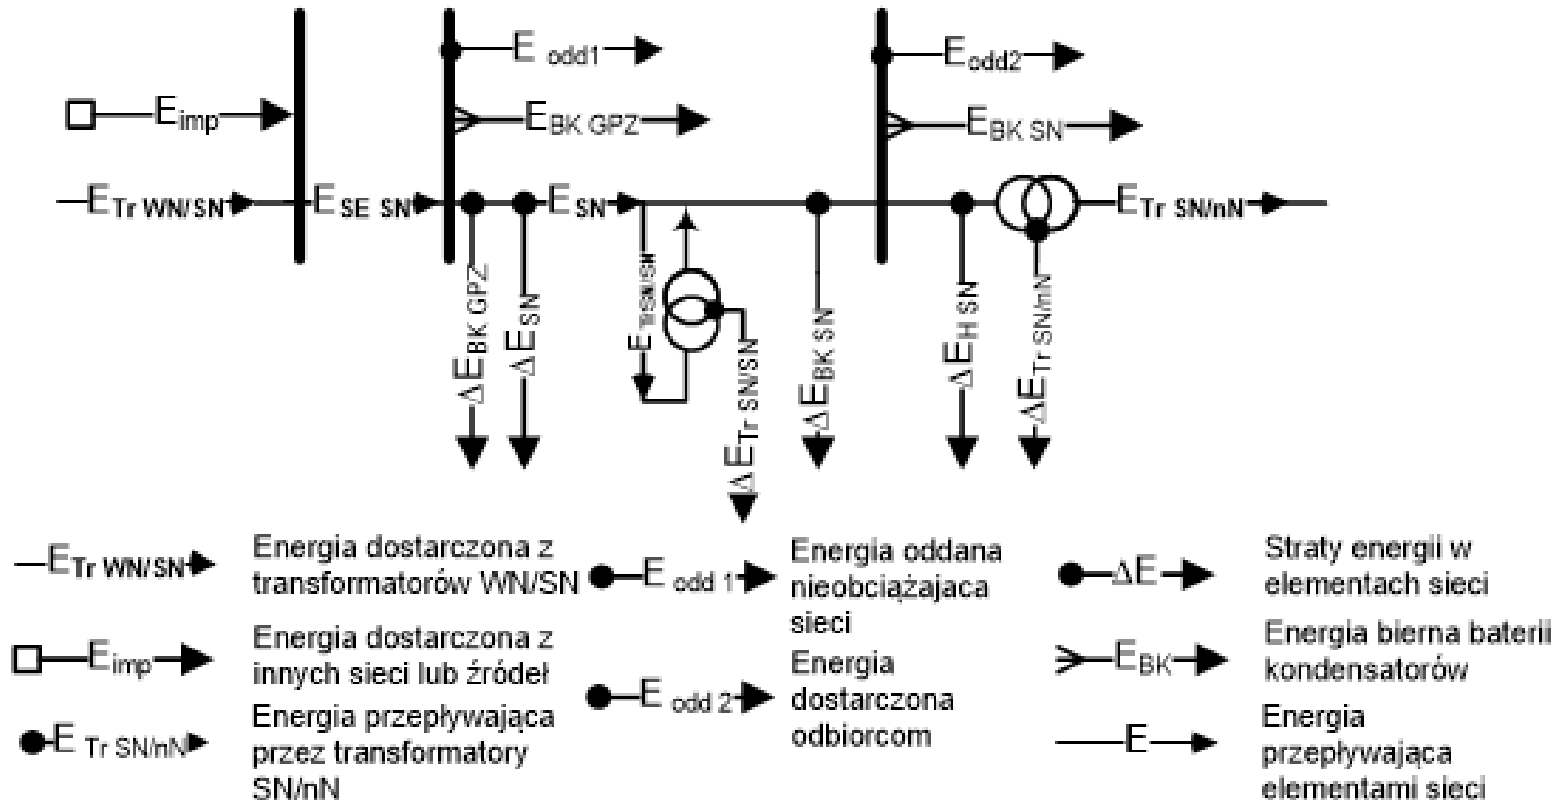 E odd1
E odd2
E imp
E BK GPZ
E BK SN
E Tr WN/SN
E SE SN
E SN
E Tr SN/nN
ΔE BK GPZ
ΔE SN
E Tr SN/SN
ΔE Tr SN/SN
ΔE BK SN
ΔE H SN
ΔE Tr SN/nN
E Tr WN/SN
Energia dostarczona z
transformatorów WN/SN
E imp
Energia dostarczona z
innych sieci lub źródeł
E Tr SN/nN
Energia przepływająca
przez transformatory
SN/nN
E odd 1
Energia oddana
nieobciążajaca
sieci
E odd 2
Energia
dostarczona
odbiorcom
ΔE
Straty energii w
elementach sieci
E BK
Energia bierna baterii
kondensatorów
E
Energia
przepływająca
elementami sieci